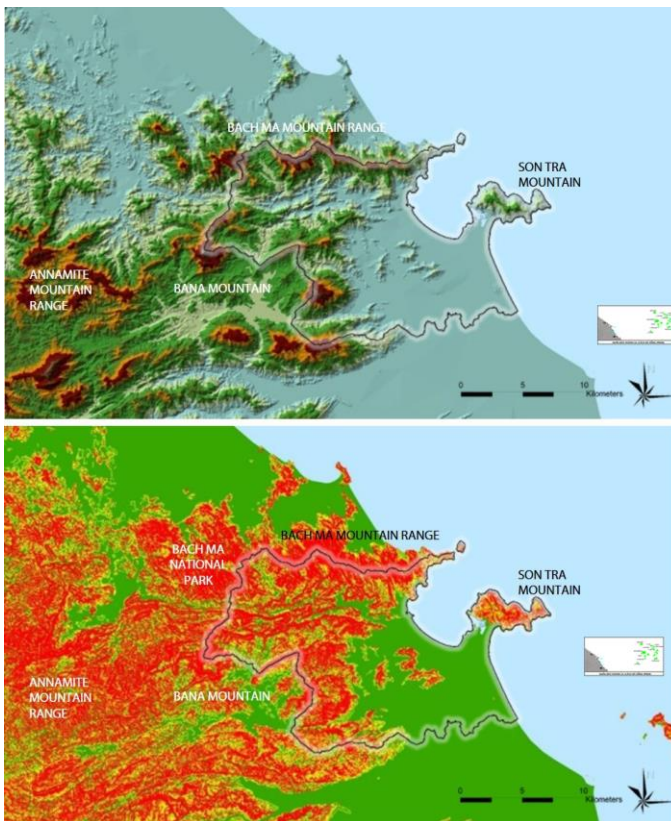 BACH MA MOUNTAIN RANGE
SON TRA
MOUNTAIN
ANNAMITE
MOUNTAIN
RANGE
BANA MOUNTAIN
0 5 10
Kilometers
BACH MA MOUNTAIN RANGE
BACH MA
NATIONAL
PARK
SON TRA
MOUNTAIN
ANNAMITE
MOUNTAIN
RANGE
BANA MOUNTAIN
0 5 10
Kilometers